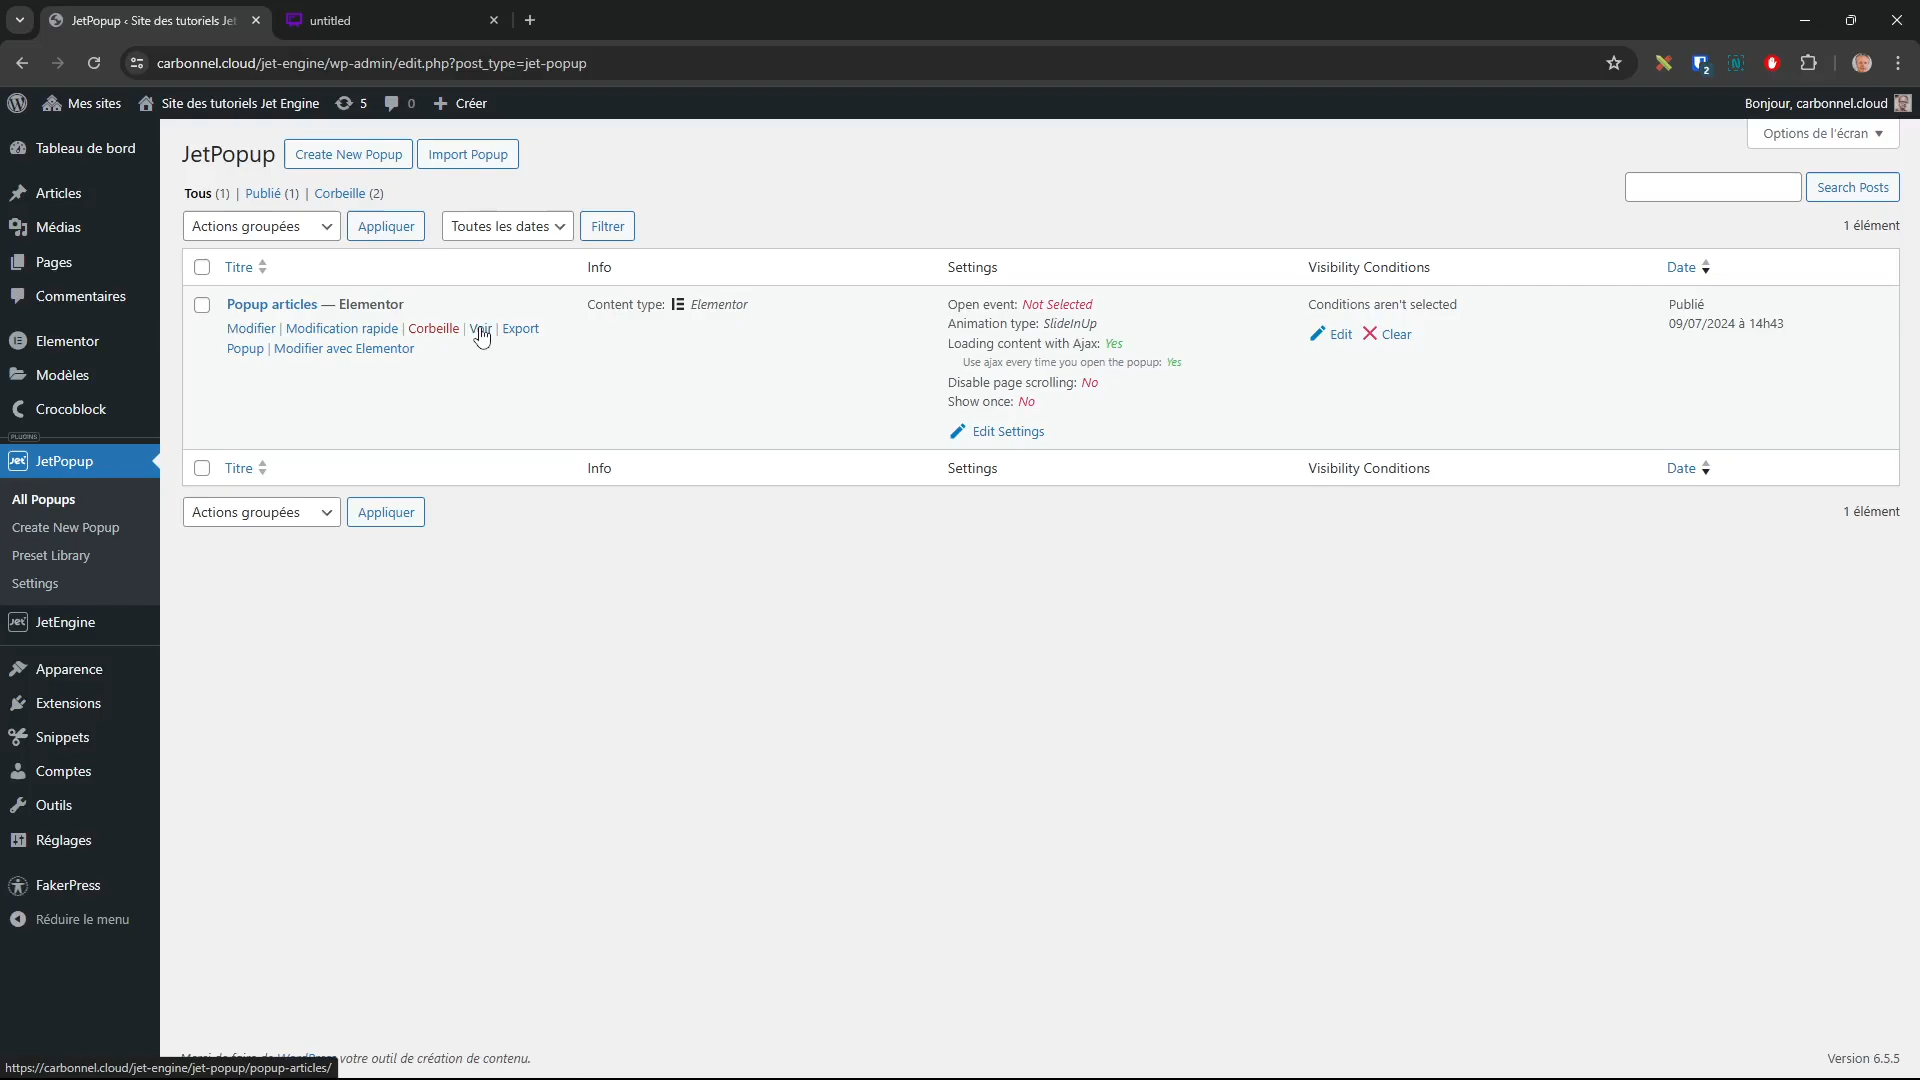 JetPopup ‹ Site des tutoriels Jet
untitled
carbonnel.cloud/jet-engine/wp-admin/edit.php?post_type=jet-popup
2
Mes sites
Site des tutoriels Jet Engine
5
0
Créer
Bonjour, carbonnel.cloud
Tableau de bord
Articles
Médias
Pages
Commentaires
Elementor
Modèles
Crocoblock
PLUGINS
JetPopup
All Popups
Create New Popup
Preset Library
Settings
JetEngine
Apparence
Extensions
Snippets
Comptes
Outils
Réglages
FakerPress
Réduire le menu
Options de l'écran
JetPopup
Create New Popup
Import Popup
Tous (1) | Publié (1) | Corbeille (2)
Search Posts
Actions groupées
Appliquer
Toutes les dates
Filtrer
1 élément
Titre
Info
Settings
Visibility Conditions
Date
Popup articles — Elementor
Modifier | Modification rapide | Corbeille | Voir | Export
Popup | Modifier avec Elementor
Content type: Elementor
Open event: Not Selected
Animation type: SlideInUp
Loading content with Ajax: Yes
Use ajax every time you open the popup: Yes
Disable page scrolling: No
Show once: No
Edit Settings
Conditions aren't selected
Edit
Clear
Publié
09/07/2024 à 14h43
Titre
Info
Settings
Visibility Conditions
Date
Actions groupées
Appliquer
1 élément
votre outil de création de contenu.
Version 6.5.5
https://carbonnel.cloud/jet-engine/jet-popup/popup-articles/